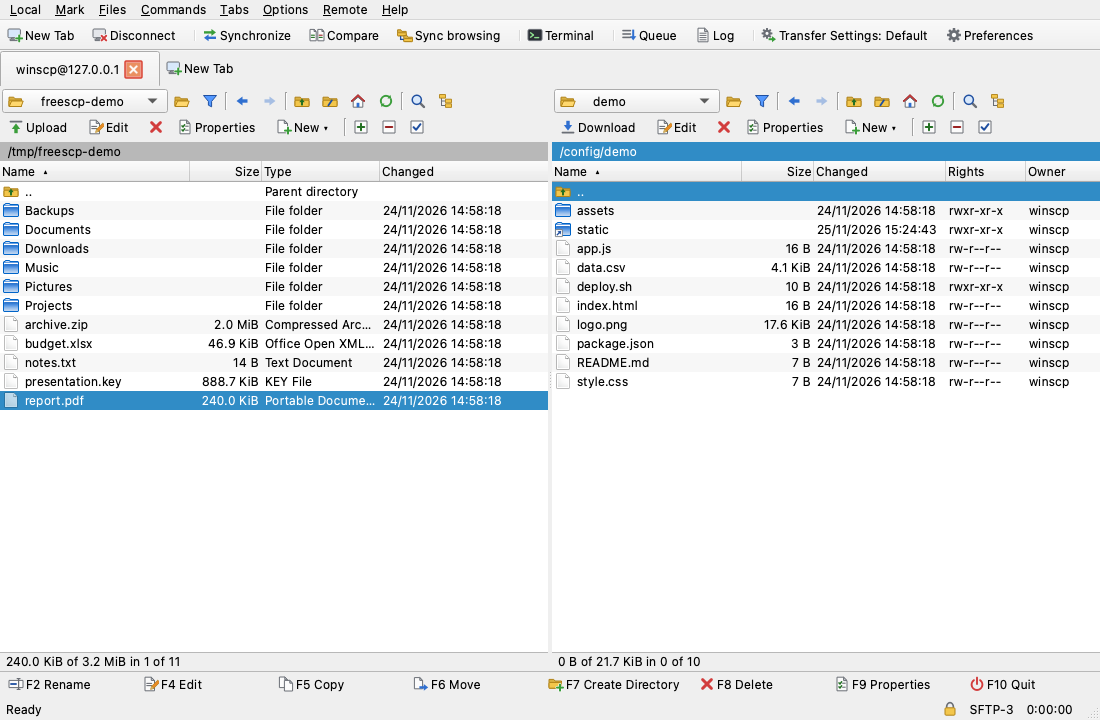 Local Mark Files Commands Tabs Options Remote Help
New Tab Disconnect Synchronize Compare Sync browsing Terminal Queue Log Transfer Settings: Default Preferences
winscp@127.0.0.1 New Tab
freescp-demo demo
Upload Edit Properties New Download Edit Properties New
/tmp/freescp-demo /config/demo
Name Size Type Changed Name Size Changed Rights Owner
.. Parent directory ..
Backups File folder 24/11/2026 14:58:18 assets 24/11/2026 14:58:18 rwxr-xr-x winscp
Documents File folder 24/11/2026 14:58:18 static 25/11/2026 15:24:43 rwxr-xr-x winscp
Downloads File folder 24/11/2026 14:58:18 app.js 16 B 24/11/2026 14:58:18 rw-r--r-- winscp
Music File folder 24/11/2026 14:58:18 data.csv 4.1 KiB 24/11/2026 14:58:18 rw-r--r-- winscp
Pictures File folder 24/11/2026 14:58:18 deploy.sh 10 B 24/11/2026 14:58:18 rwxr-xr-x winscp
Projects File folder 24/11/2026 14:58:18 index.html 16 B 24/11/2026 14:58:18 rw-r--r-- winscp
archive.zip 2.0 MiB Compressed Arc... 24/11/2026 14:58:18 logo.png 17.6 KiB 24/11/2026 14:58:18 rw-r--r-- winscp
budget.xlsx 46.9 KiB Office Open XML... 24/11/2026 14:58:18 package.json 3 B 24/11/2026 14:58:18 rw-r--r-- winscp
notes.txt 14 B Text Document 24/11/2026 14:58:18 README.md 7 B 24/11/2026 14:58:18 rw-r--r-- winscp
presentation.key 888.7 KiB KEY File 24/11/2026 14:58:18 style.css 7 B 24/11/2026 14:58:18 rw-r--r-- winscp
report.pdf 240.0 KiB Portable Docume... 24/11/2026 14:58:18
240.0 KiB of 3.2 MiB in 1 of 11 0 B of 21.7 KiB in 0 of 10
F2 Rename F4 Edit F5 Copy F6 Move F7 Create Directory F8 Delete F9 Properties F10 Quit
Ready SFTP-3 0:00:00